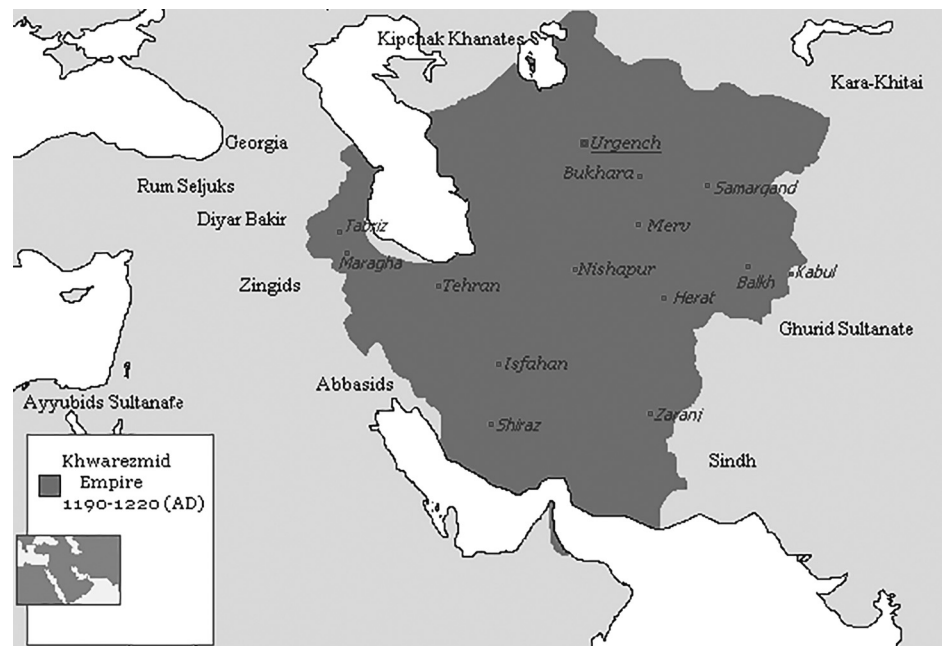 Kipchak Khanates
Kara-Khitai
Georgia
Urgench
Bukhara
Rum Seljuks
Samarqand
Diyar Bakir
Tabriz
Merv
Maragha
Nishapur
Kabul
Zingids
Tehran
Balkh
Herat
Ghurid Sultanate
Isfahan
Abbasids
Ayyubids Sultanate
Zaranj
Shiraz
Sindh
Khwarezmid
Empire
1190-1220 (AD)